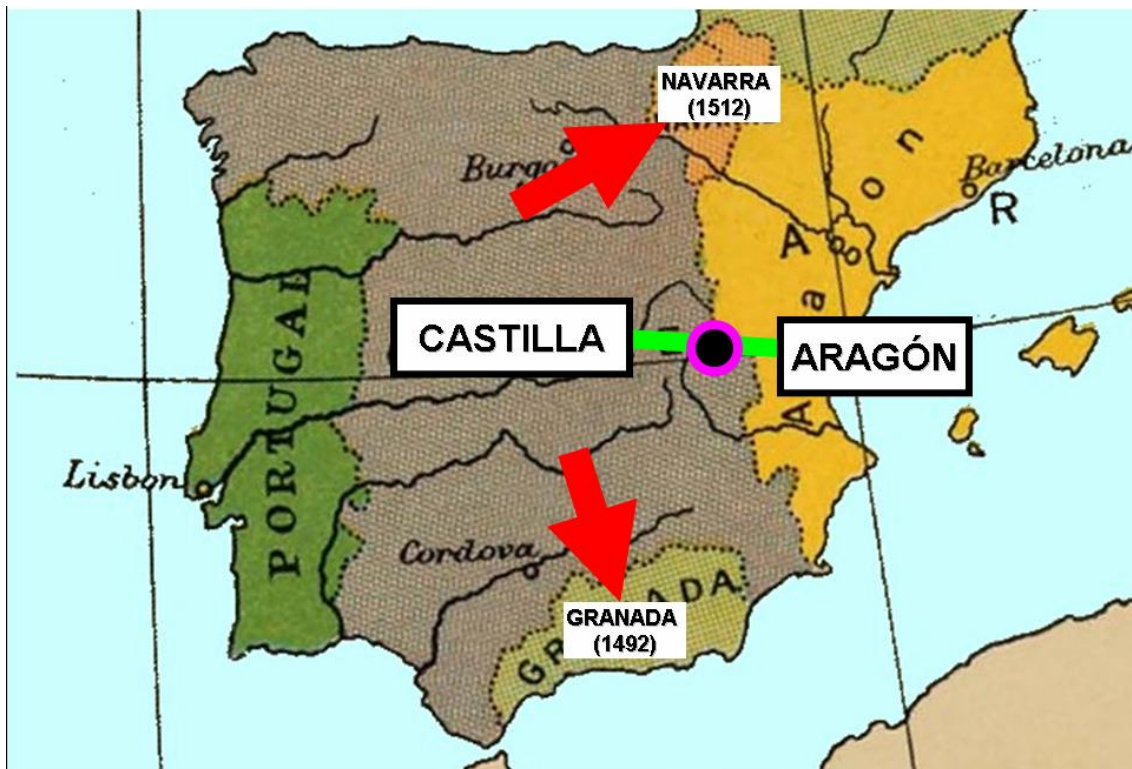 NAVARRA
(1512)
Burgo
Barcelona
A a
r
a
g
o n
R
CASTILLA
ARAGÓN
PORTUGAL
Lisbon
Cordova
GRANADA
GRANADA
(1492)